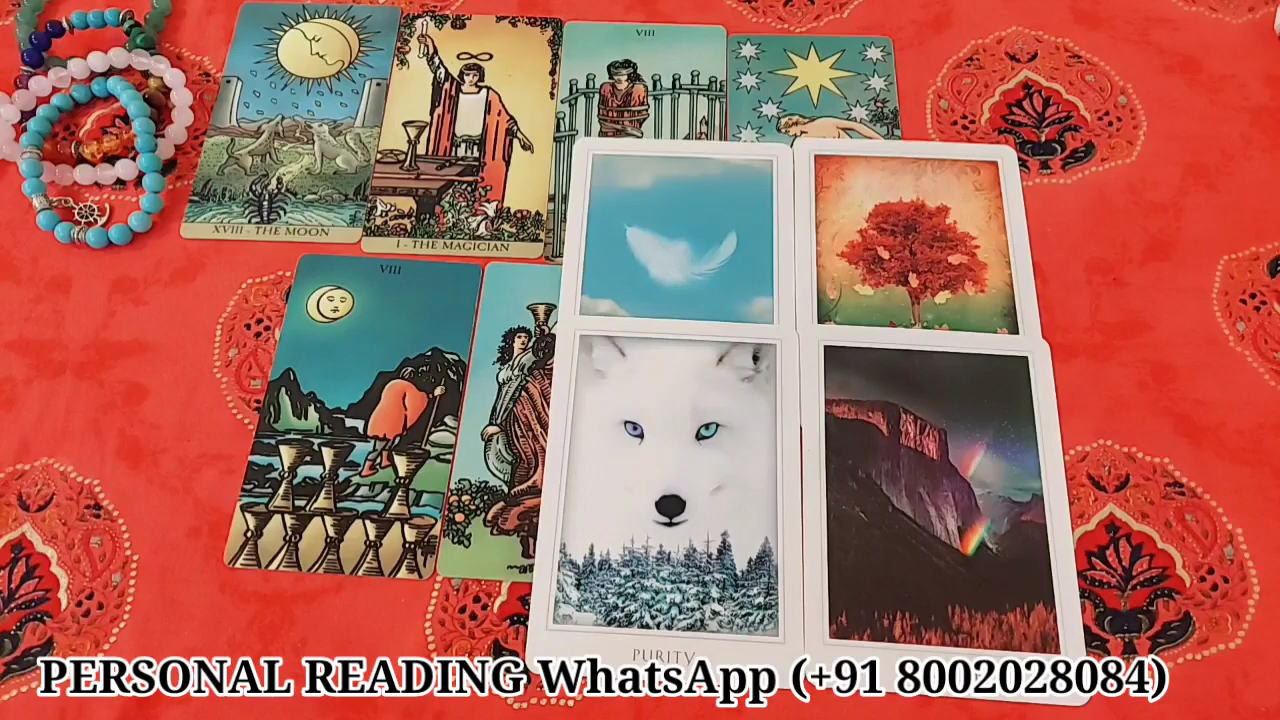 VIII
XVIII - THE MOON
I - THE MAGICIAN
VIII
PURITY
PERSONAL READING WhatsApp (+91 8002028084)